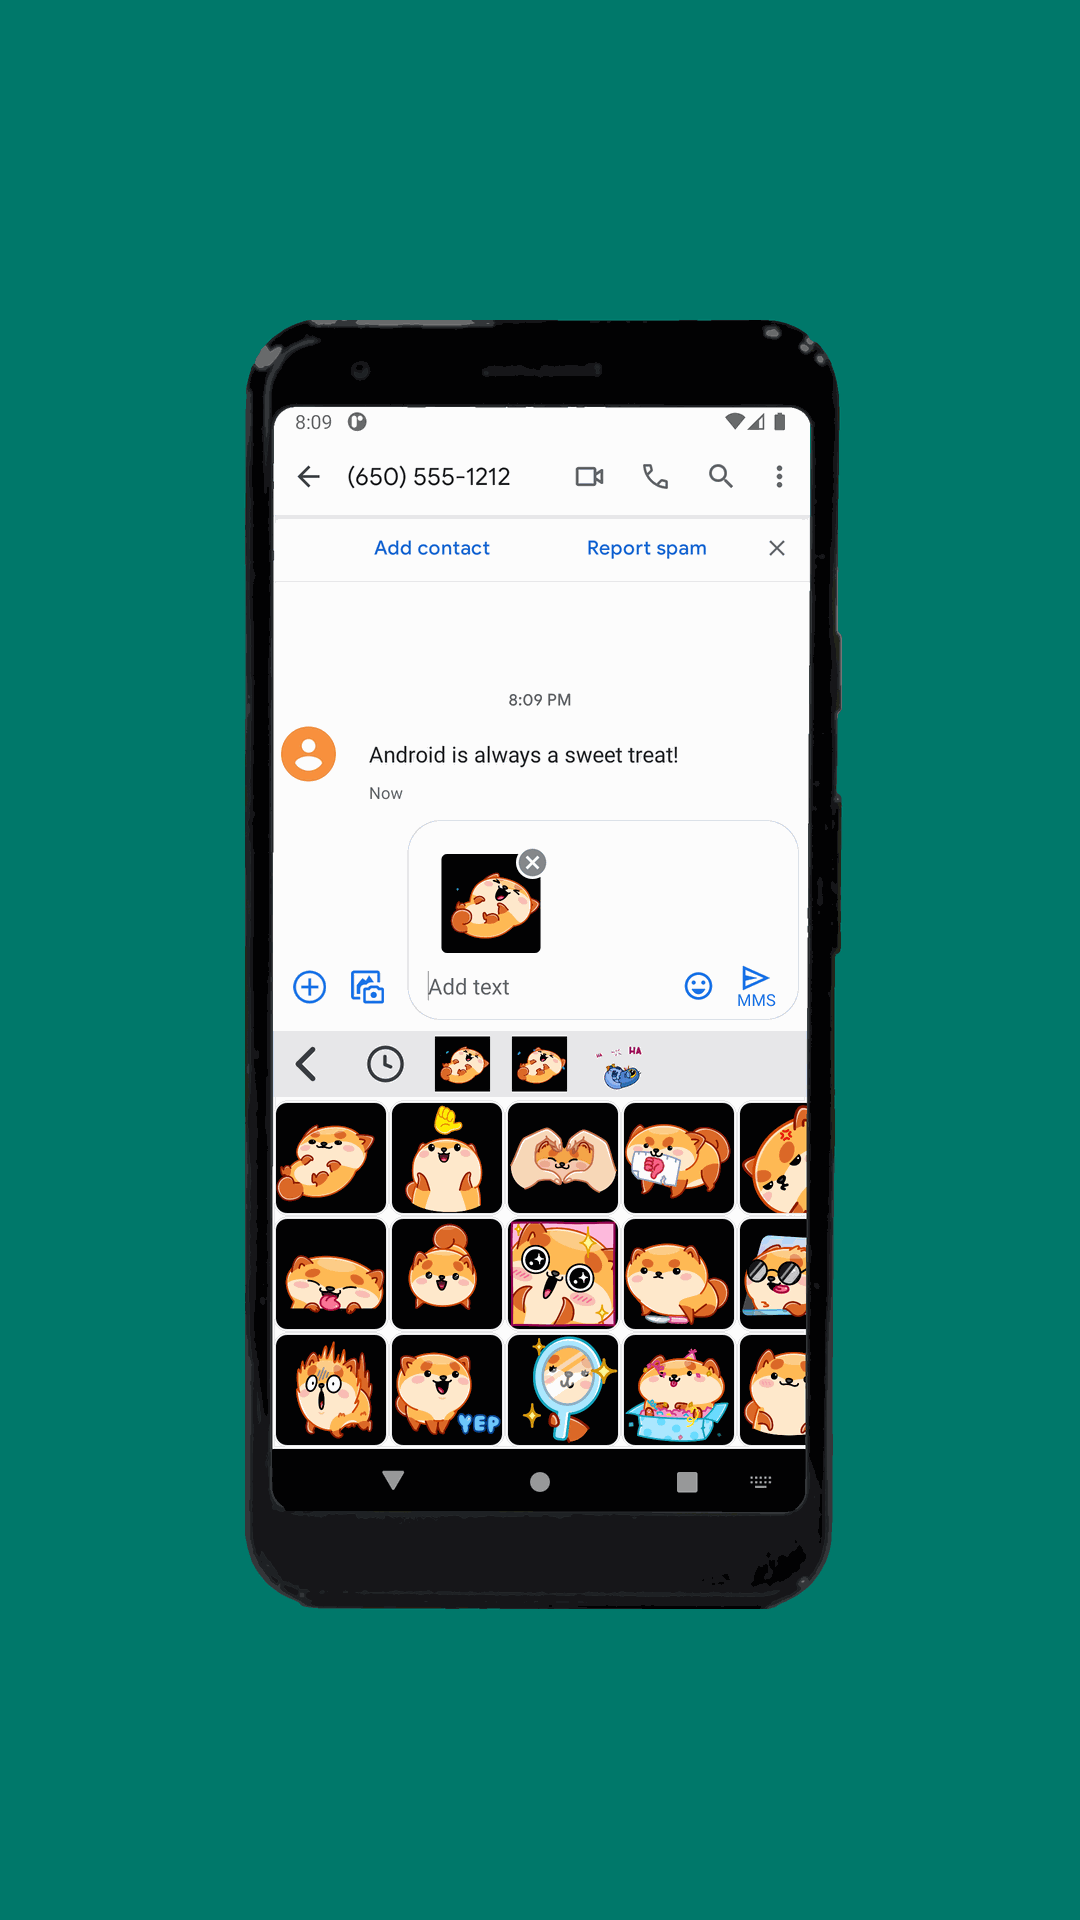 8:09
(650) 555-1212
Add contact
Report spam
8:09 PM
Android is always a sweet treat!
Now
Add text
MMS
HA HA
YEP